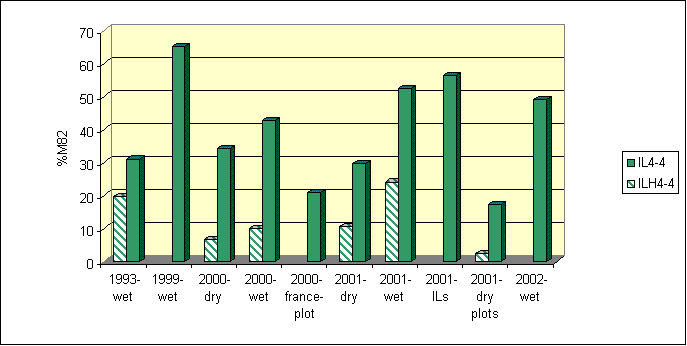 70
60
50
40
30
20
10
0
%M82
1993-
wet
1999-
wet
2000-
dry
2000-
wet
2000-
france-
plot
2001-
dry
2001-
wet
2001-
ILs
2001-
dry
plots
2002-
wet
IL4-4
ILH4-4